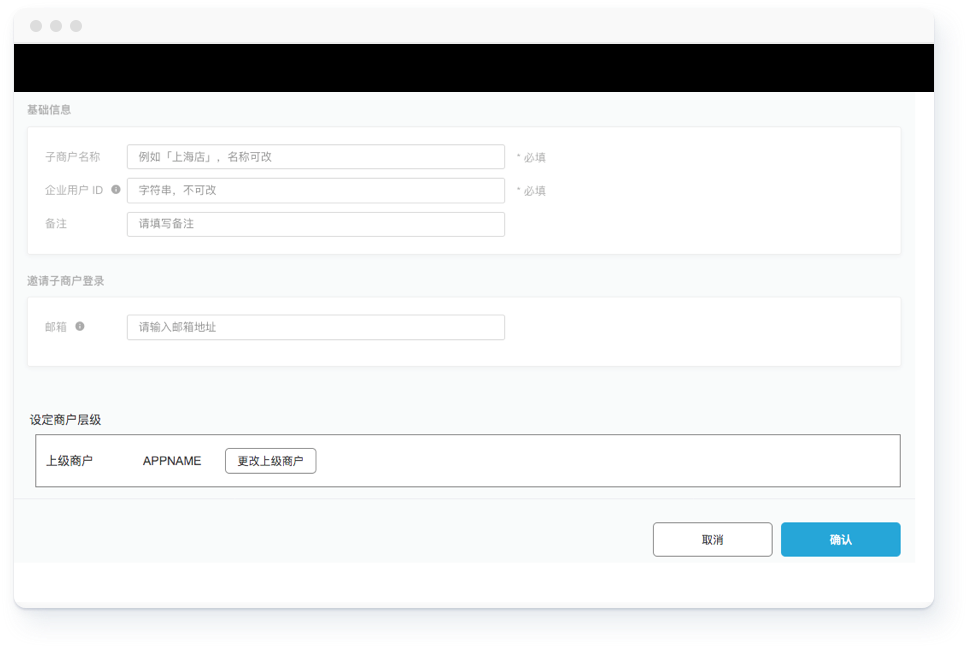 基础信息
子商户名称 例如「上海店」，名称可改 * 必填
企业用户 ID 字符串，不可改 * 必填
备注 请填写备注
邀请子商户登录
邮箱 请输入邮箱地址
设定商户层级
上级商户 APPNAME 更改上级商户
取消 确认